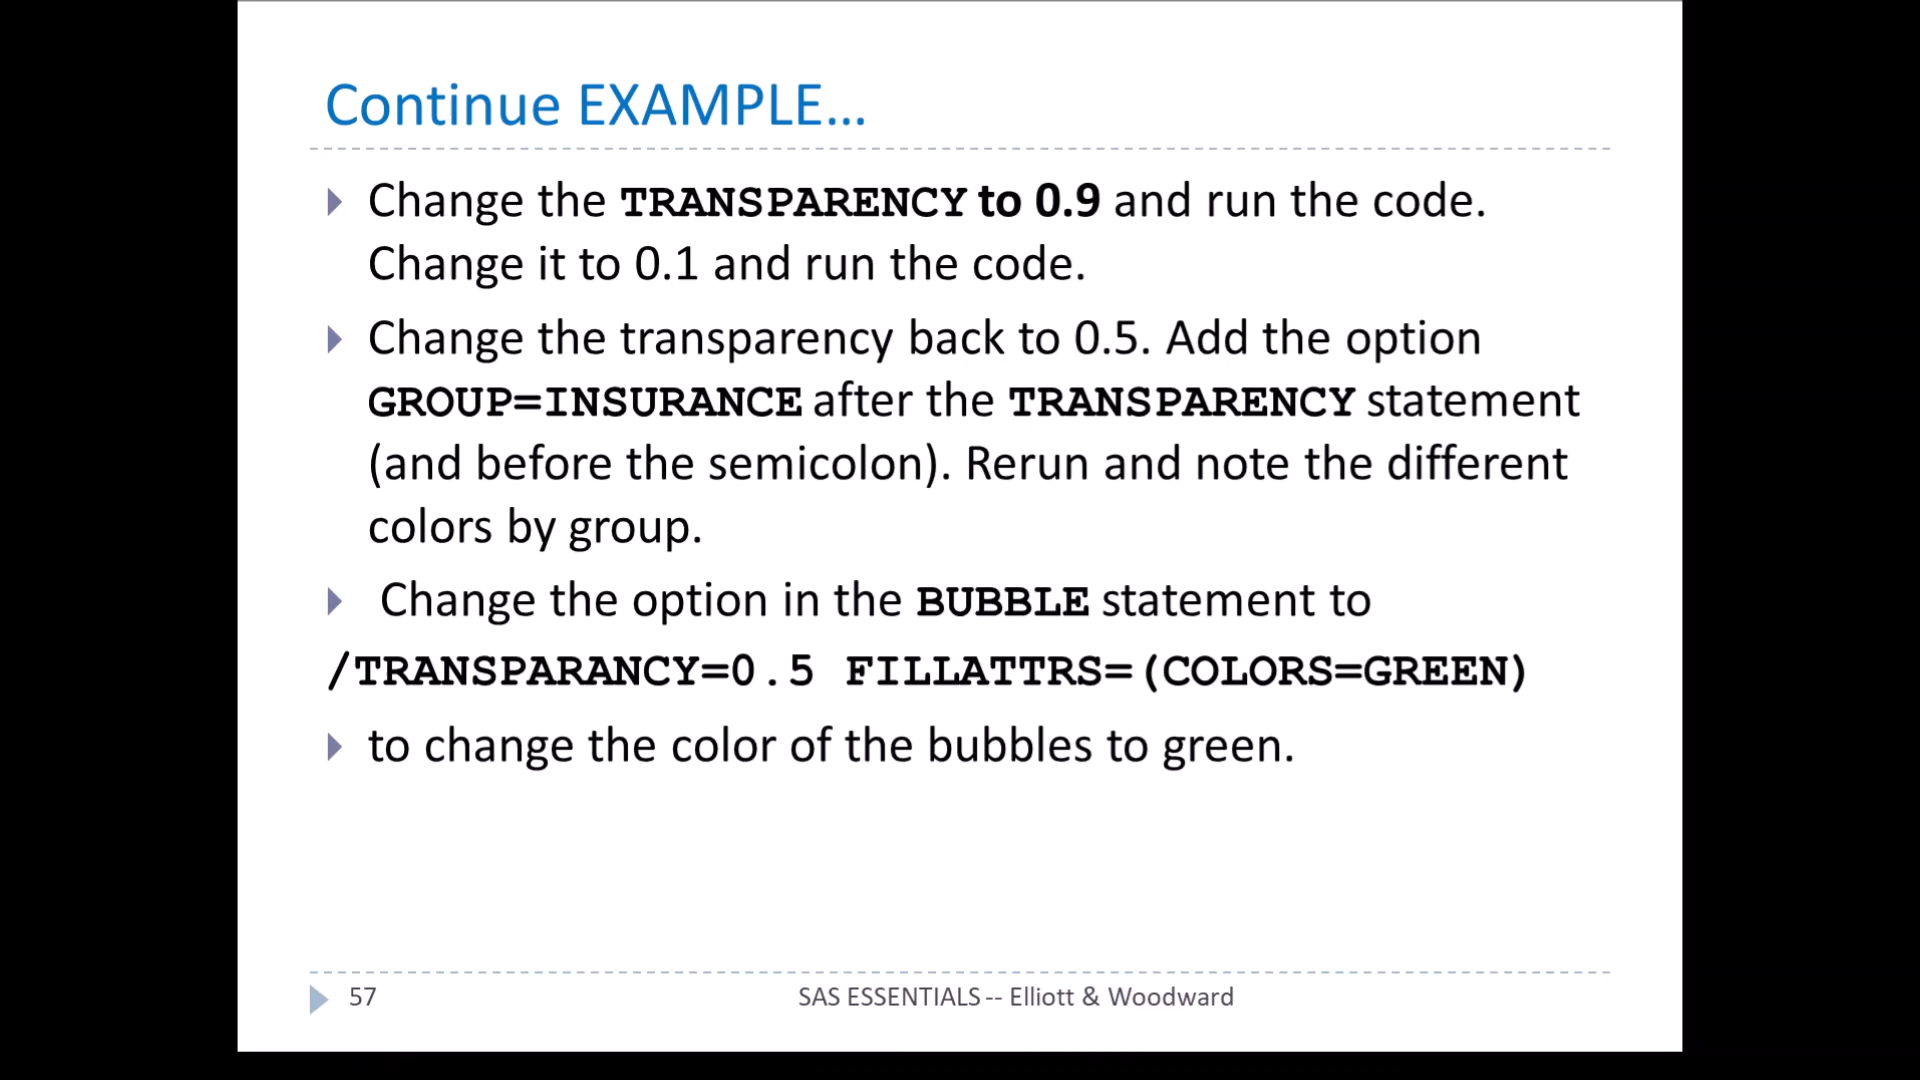 Continue EXAMPLE…
Change the TRANSPARENCY to 0.9 and run the code.
Change it to 0.1 and run the code.
Change the transparency back to 0.5. Add the option
GROUP=INSURANCE after the TRANSPARENCY statement
(and before the semicolon). Rerun and note the different
colors by group.
Change the option in the BUBBLE statement to
/TRANSPARANCY=0.5 FILLATTRS=(COLORS=GREEN)
to change the color of the bubbles to green.
57
SAS ESSENTIALS -- Elliott & Woodward